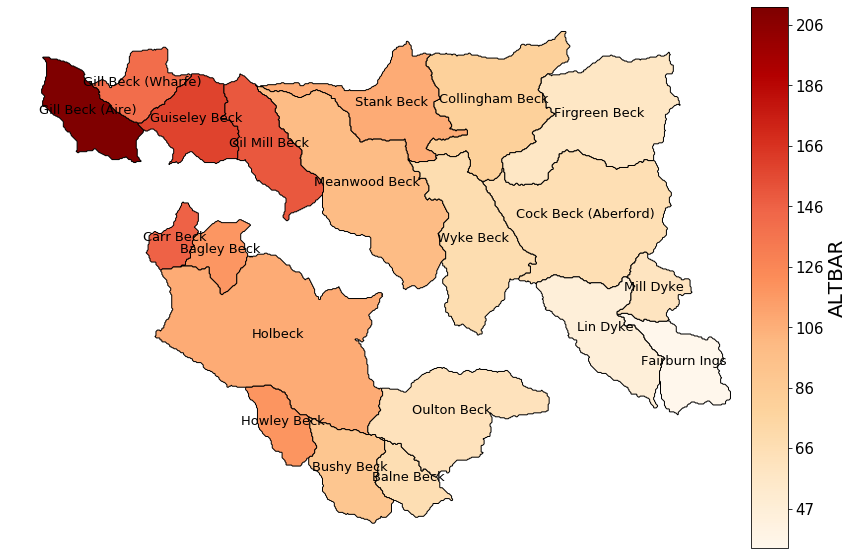 Gill Beck (Wharfe)
Gill Beck (Aire)
Guiseley Beck
Gil Mill Beck
Stank Beck
Collingham Beck
Firgreen Beck
Meanwood Beck
Cock Beck (Aberford)
Wyke Beck
Carr Beck
Bagley Beck
Mill Dyke
Lin Dyke
Holbeck
Fairburn Ings
Howley Beck
Oulton Beck
Bushy Beck
Balne Beck
206
186
166
146
126
106
86
66
47
ALTBAR